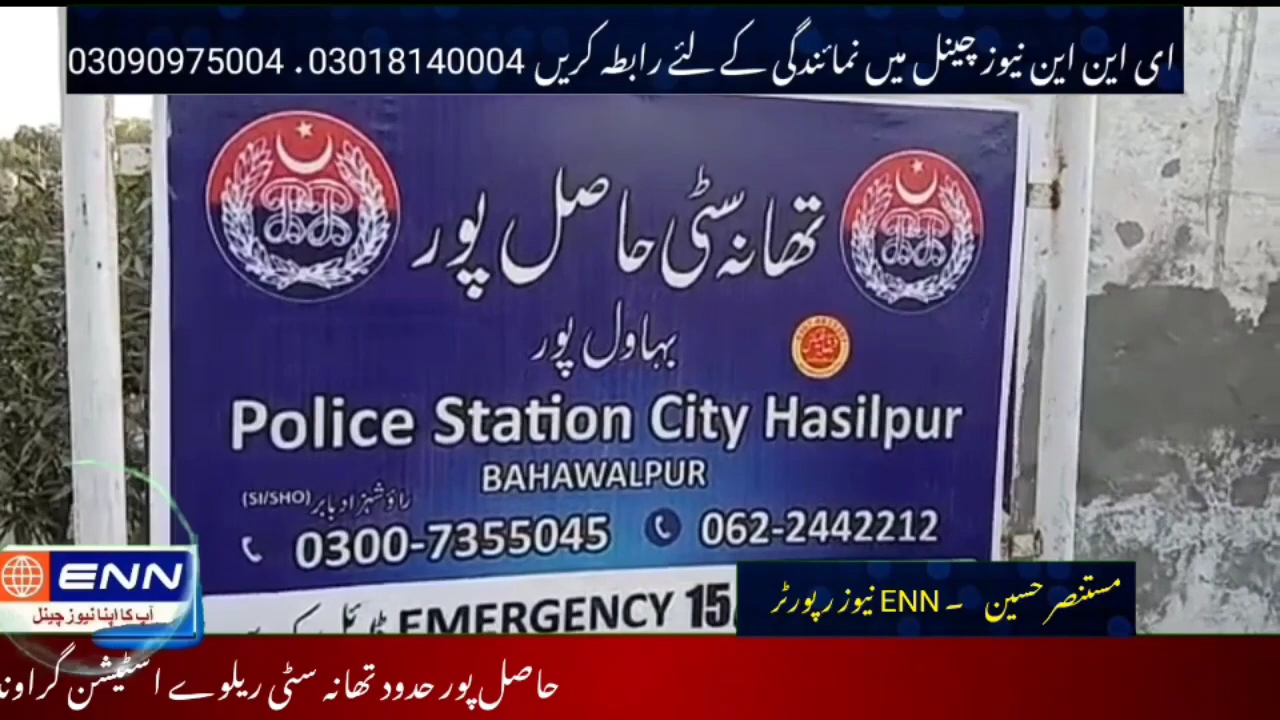 ای این این نیوز چینل میں نمائندگی کے لئے رابطہ کریں 03018140004 . 03090975004
تھانہ سٹی حاصل پور
بہاول پور
Police Station City Hasilpur
BAHAWALPUR
راؤ شہزاد بابر (SI/SHO)
0300-7355045 062-2442212
EMERGENCY 15
مستنصر حسین ۔ ENN نیوز رپورٹر
ENN
آپ کا اپنا نیوز چینل
حاصل پور حدود تھانہ سٹی ریلوے اسٹیشن گراون